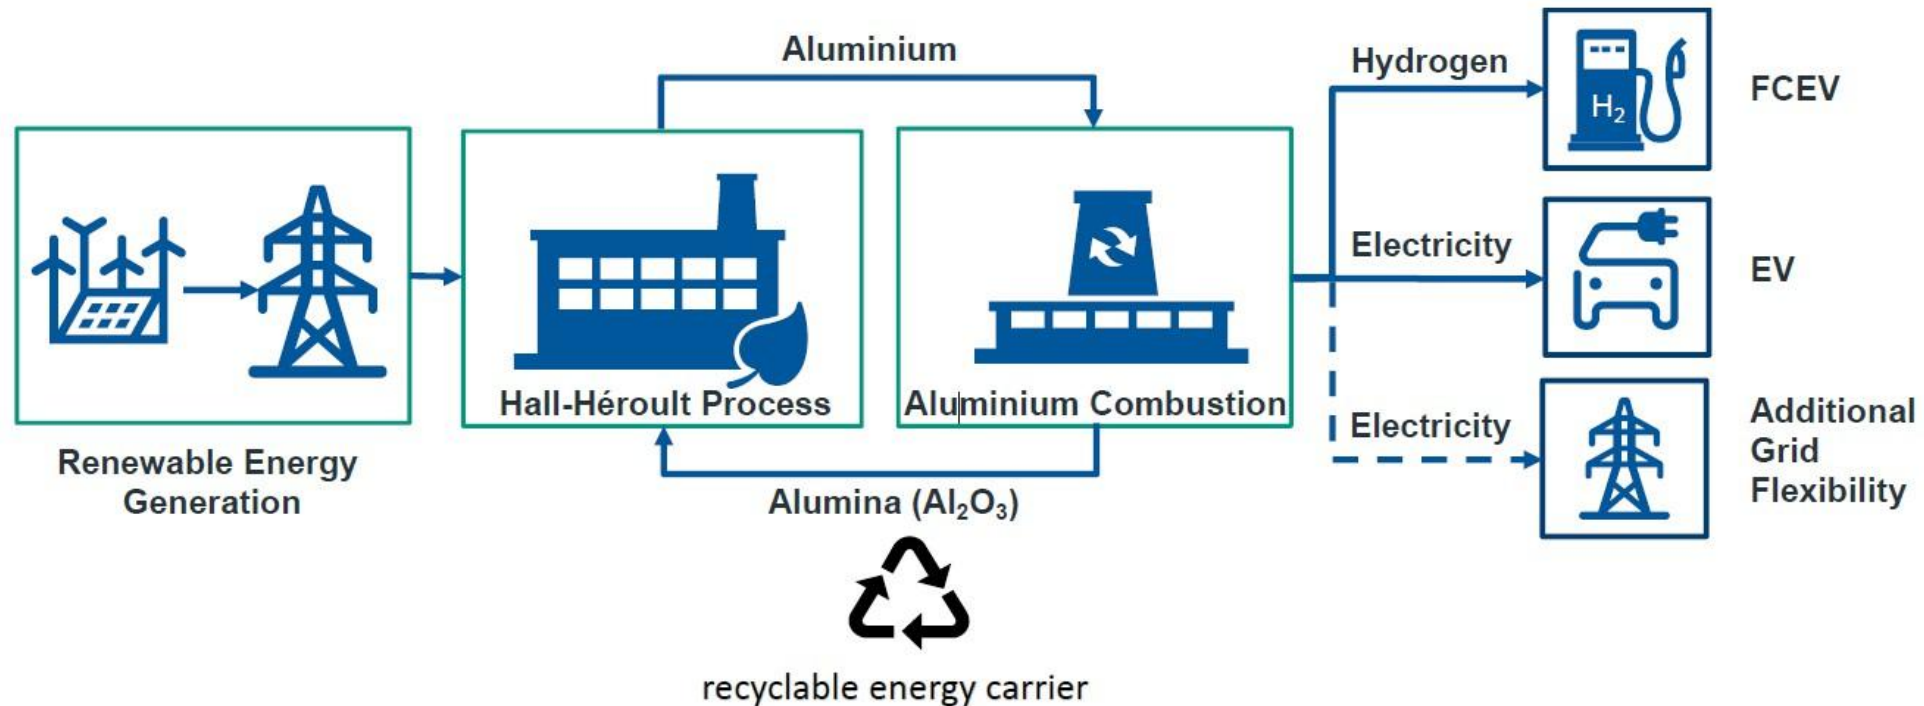 Aluminium
Hydrogen
H₂
FCEV
Electricity
EV
Hall-Héroult Process
Aluminium Combustion
Electricity
Additional
Grid
Flexibility
Renewable Energy
Generation
Alumina (Al₂O₃)
recyclable energy carrier